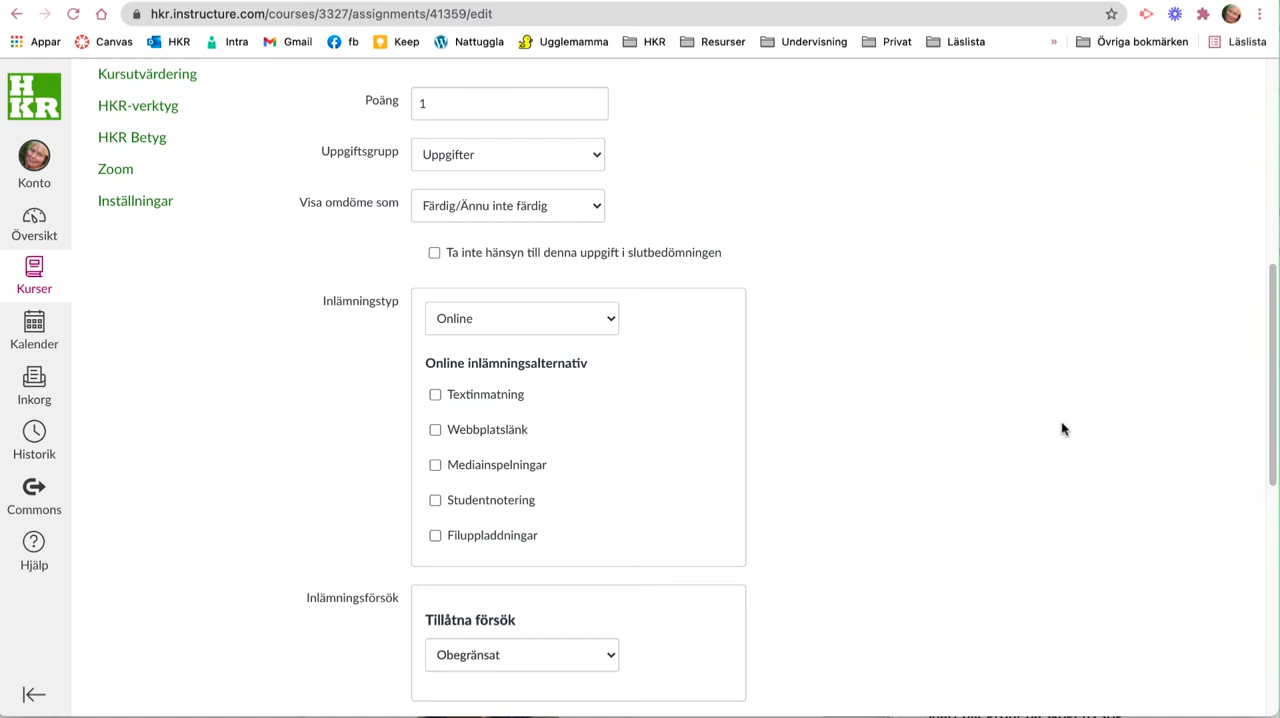 hkr.instructure.com/courses/3327/assignments/41359/edit
Appar Canvas HKR Intra Gmail fb Keep Nattuggla Ugglemamma HKR Resurser Undervisning Privat Läslista » Övriga bokmärken Läslista
HKR
Konto
Översikt
Kurser
Kalender
Inkorg
Historik
Commons
Hjälp
Kursutvärdering
HKR-verktyg
HKR Betyg
Zoom
Inställningar
Poäng 1
Uppgiftsgrupp Uppgifter
Visa omdöme som Färdig/Ännu inte färdig
Ta inte hänsyn till denna uppgift i slutbedömningen
Inlämningstyp Online
Online inlämningsalternativ
Textinmatning
Webbplatslänk
Mediainspelningar
Studentnotering
Filuppladdningar
Inlämningsförsök
Tillåtna försök
Obegränsat